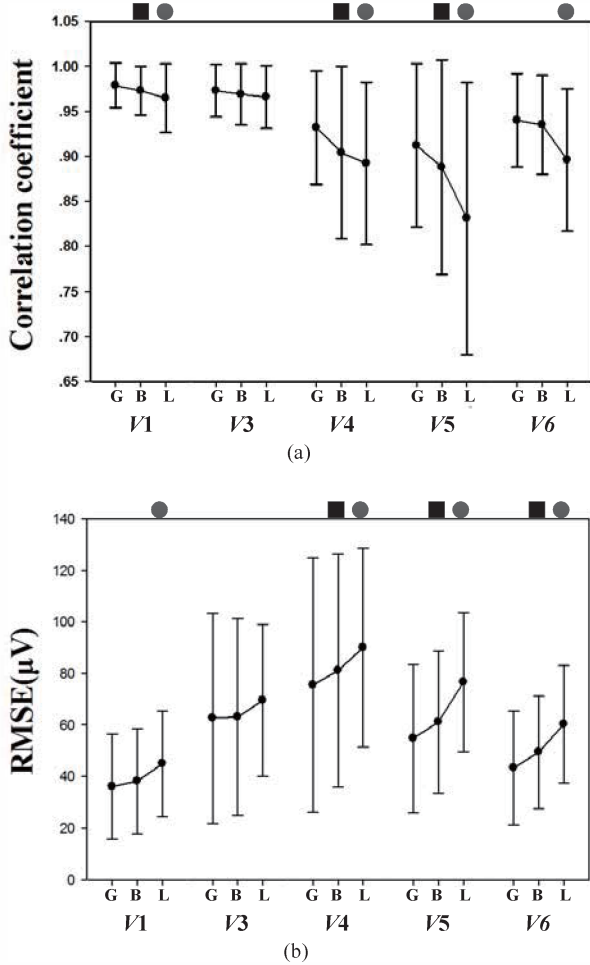 Correlation coefficient
1.05
1.00
.95
.90
.85
.80
.75
.70
.65
G B L G B L G B L G B L G B L
V1 V3 V4 V5 V6
(a)
RMSE(μV)
140
120
100
80
60
40
20
0
G B L G B L G B L G B L G B L
V1 V3 V4 V5 V6
(b)